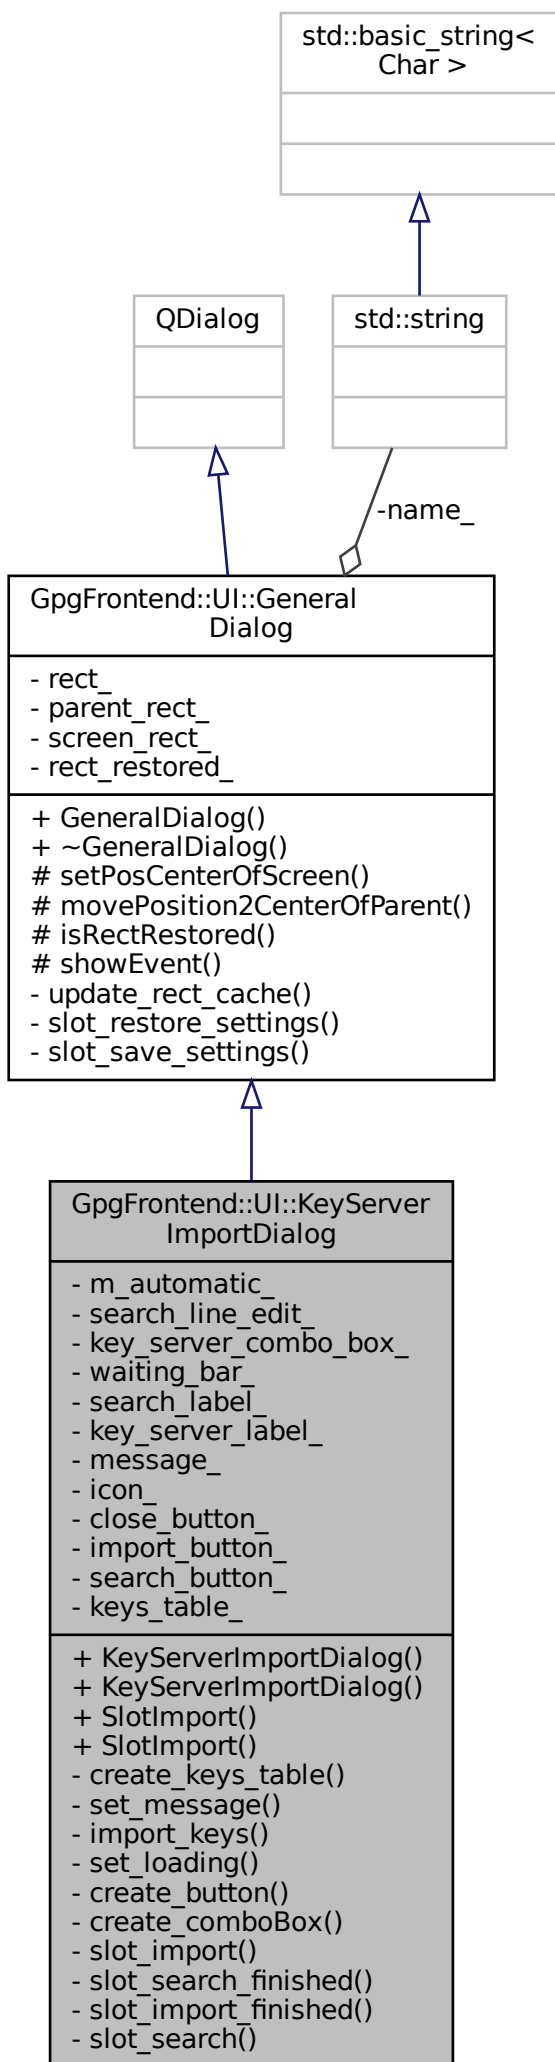 std::basic_string<
Char >
QDialog
std::string
-name_
GpgFrontend::UI::General
Dialog
- rect_
- parent_rect_
- screen_rect_
- rect_restored_
+ GeneralDialog()
+ ~GeneralDialog()
# setPosCenterOfScreen()
# movePosition2CenterOfParent()
# isRectRestored()
# showEvent()
- update_rect_cache()
- slot_restore_settings()
- slot_save_settings()
GpgFrontend::UI::KeyServer
ImportDialog
- m_automatic_
- search_line_edit_
- key_server_combo_box_
- waiting_bar_
- search_label_
- key_server_label_
- message_
- icon_
- close_button_
- import_button_
- search_button_
- keys_table_
+ KeyServerImportDialog()
+ KeyServerImportDialog()
+ SlotImport()
+ SlotImport()
- create_keys_table()
- set_message()
- import_keys()
- set_loading()
- create_button()
- create_comboBox()
- slot_import()
- slot_search_finished()
- slot_import_finished()
- slot_search()